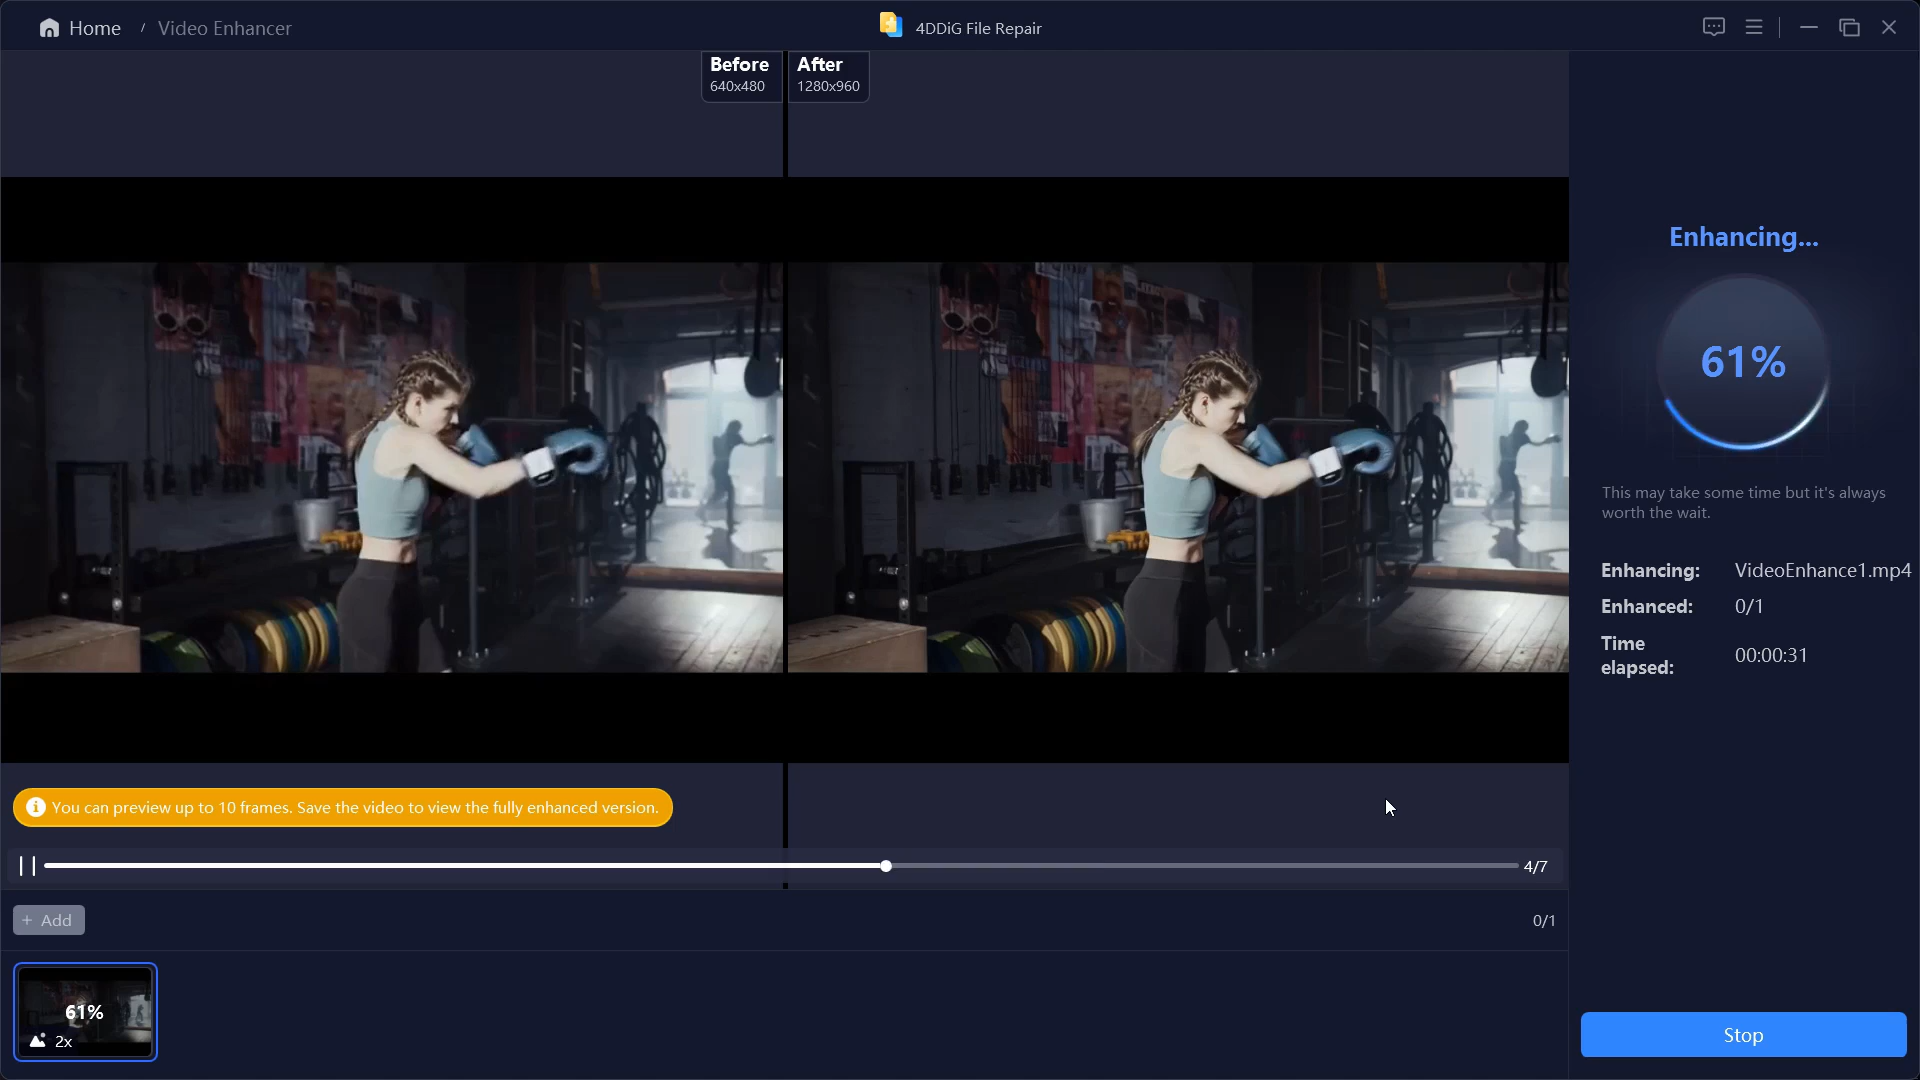 Home / Video Enhancer
4DDiG File Repair
Before
640x480
After
1280x960
Enhancing...
61%
This may take some time but it's always
worth the wait.
Enhancing: VideoEnhance1.mp4
Enhanced: 0/1
Time
elapsed: 00:00:31
You can preview up to 10 frames. Save the video to view the fully enhanced version.
4/7
+ Add
0/1
61%
2x
Stop